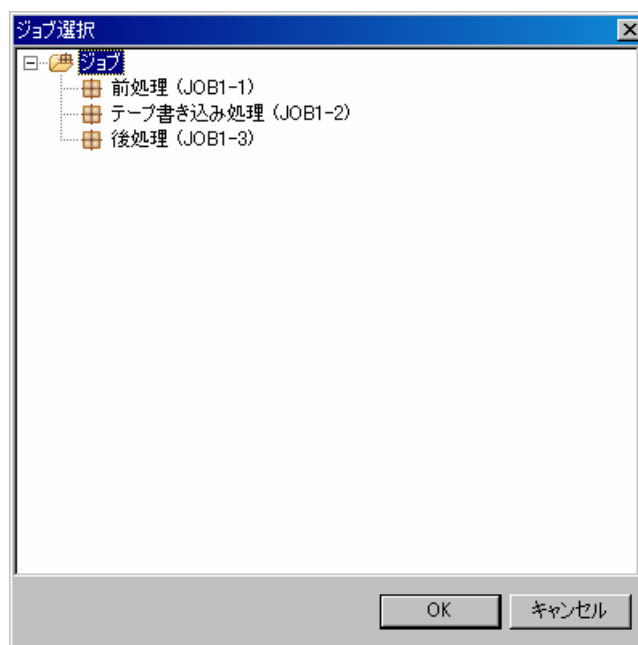 ジョブ選択
ジョブ
前処理 (JOB1-1)
テープ書き込み処理 (JOB1-2)
後処理 (JOB1-3)
OK
キャンセル